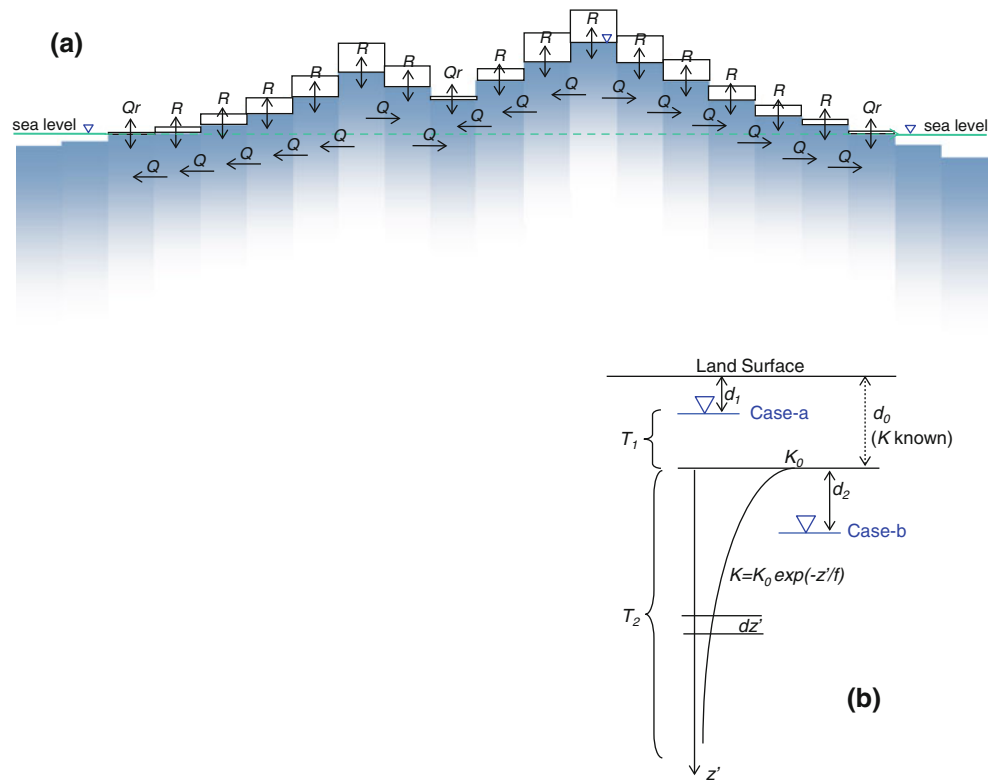 (a)
R
R
R
R
R
R
R
R
Qr
R
R
R
R
R
Qr
R
R
R
Qr
Q
Q
Q
Q
Q
Q
Q
Q
sea level
sea level
Q
Q
Q
Q
Q
Q
Q
Q
Q
Q
Land Surface
d1
Case-a
d0
(K known)
T1
K0
d2
Case-b
K=K0 exp(-z'/f)
T2
dz'
(b)
z'